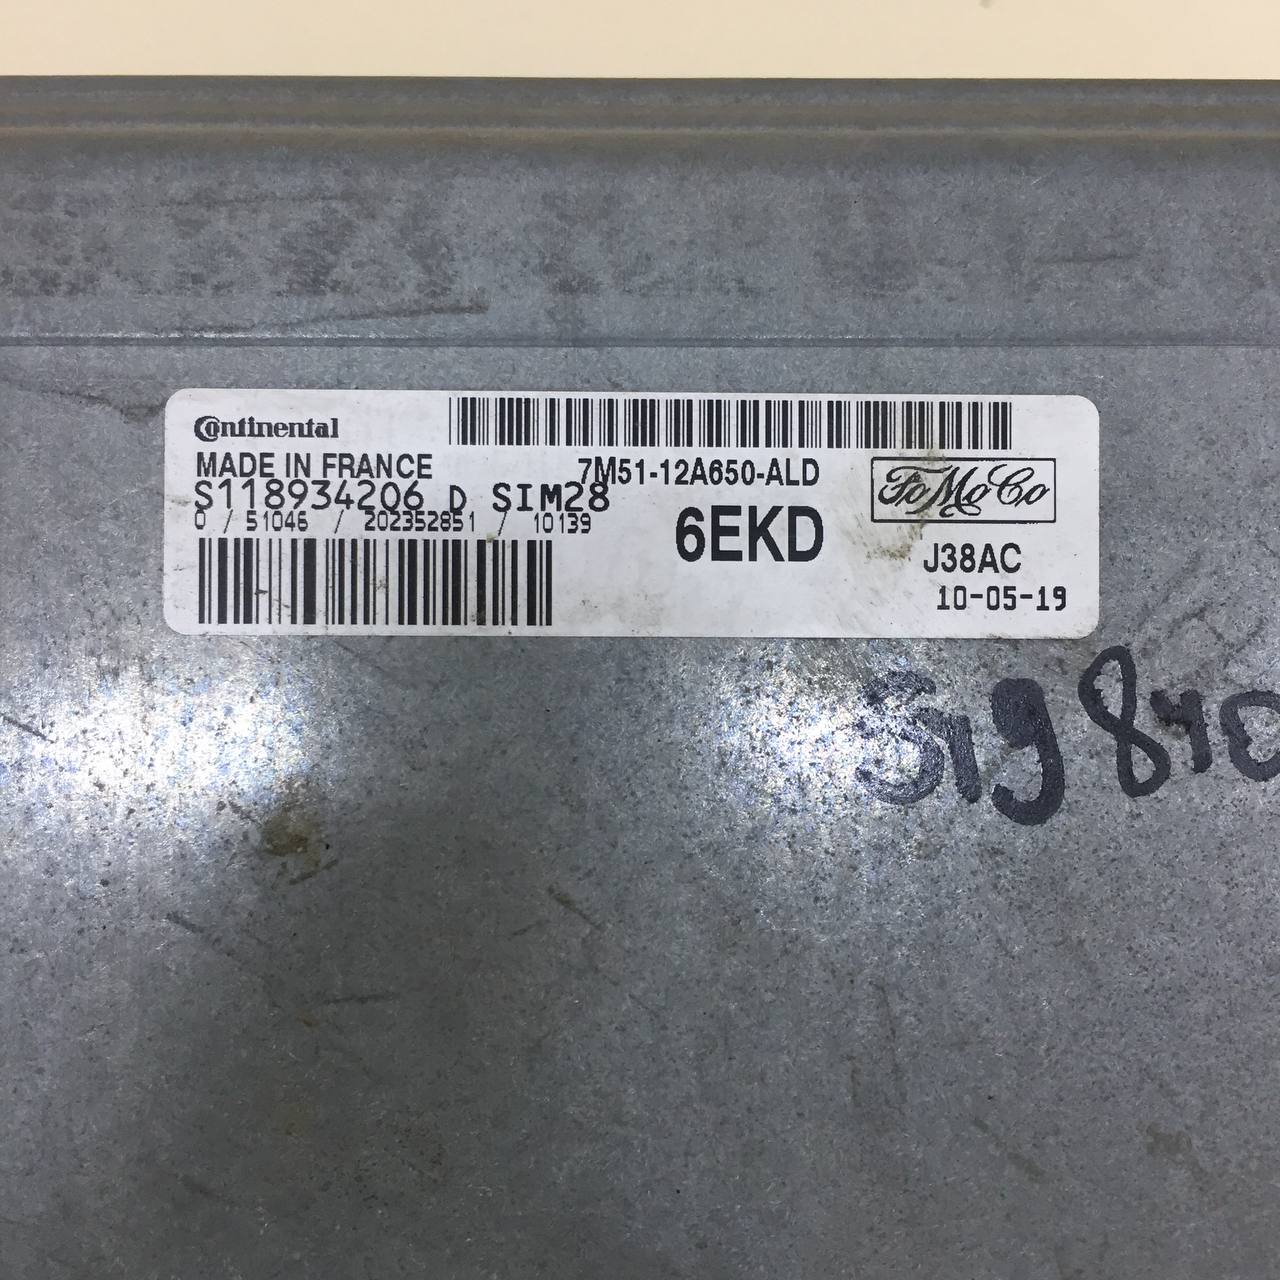 Continental
MADE IN FRANCE
7M51-12A650-ALD
FoMoCo
S118934206 D SIM28
0 / 51046 / 202352851 / 10139
6EKD
J38AC
10-05-19
S19840